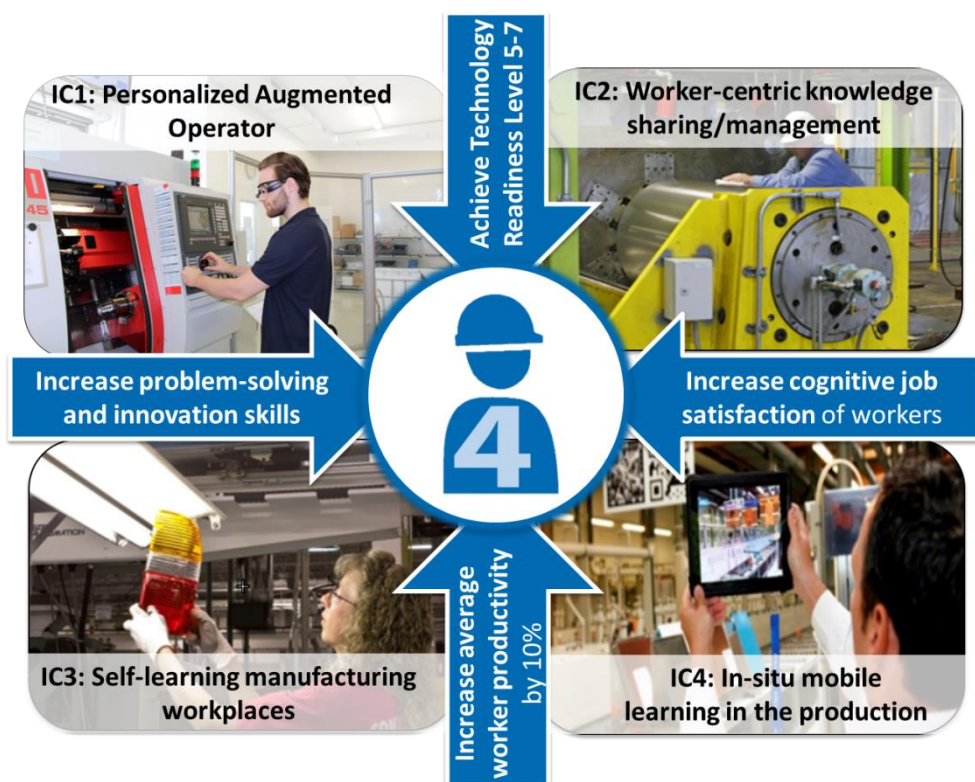 Achieve Technology
Readiness Level 5-7
IC1: Personalized Augmented
Operator
IC2: Worker-centric knowledge
sharing/management
45
Increase problem-solving
and innovation skills
4
Increase cognitive job
satisfaction of workers
IC3: Self-learning manufacturing
workplaces
Increase average
worker productivity
by 10%
IC4: In-situ mobile
learning in the production